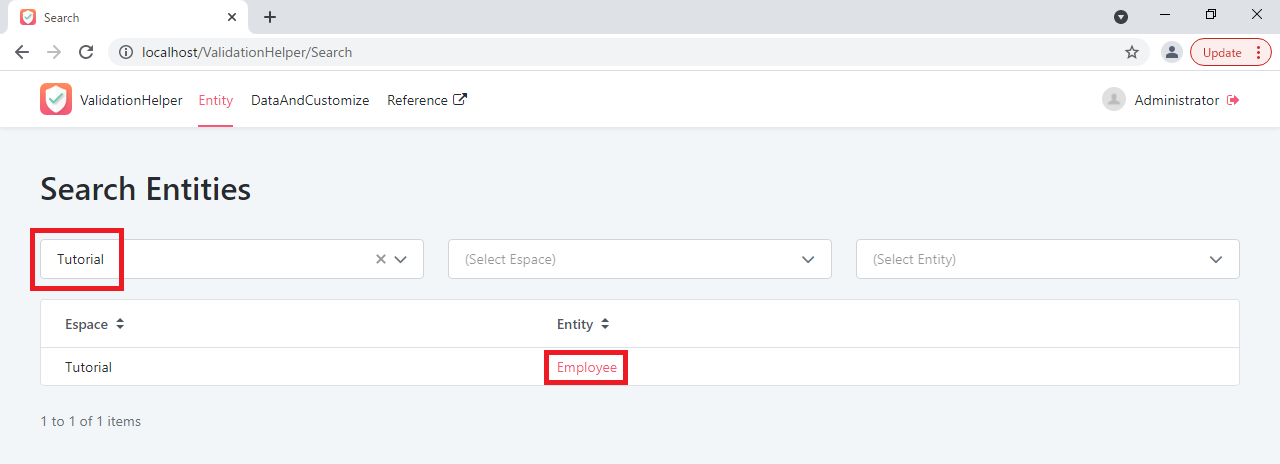 Search
localhost/ValidationHelper/Search
Update
ValidationHelper Entity DataAndCustomize Reference Administrator
Search Entities
Tutorial (Select Espace) (Select Entity)
Espace Entity
Tutorial Employee
1 to 1 of 1 items